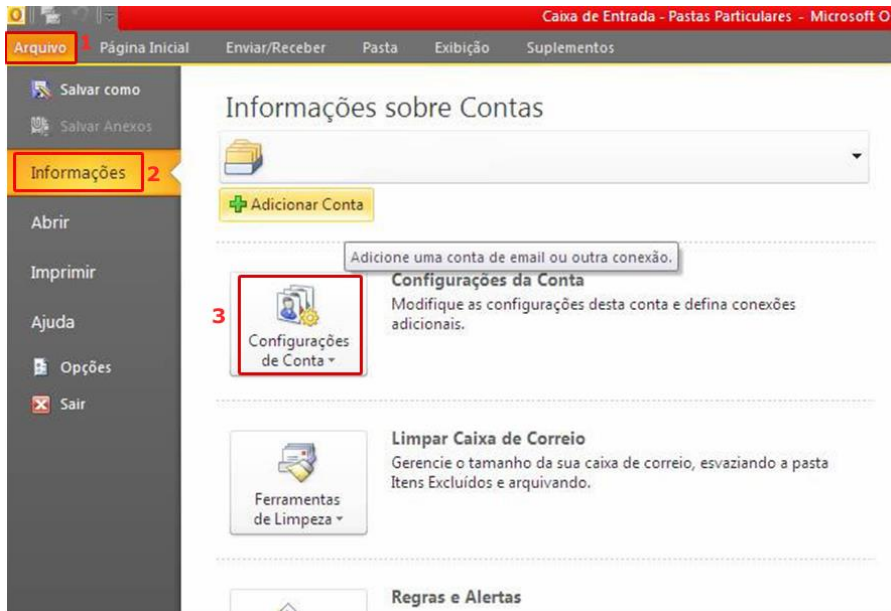 Caixa de Entrada - Pastas Particulares - Microsoft O
Arquivo 1 Página Inicial Enviar/Receber Pasta Exibição Suplementos
Salvar como
Salvar Anexos
Informações 2
Abrir
Imprimir
Ajuda
Opções
Sair
Informações sobre Contas
Adicionar Conta
Adicione uma conta de email ou outra conexão.
3
Configurações
de Conta
Configurações da Conta
Modifique as configurações desta conta e defina conexões
adicionais.
Ferramentas
de Limpeza
Limpar Caixa de Correio
Gerencie o tamanho da sua caixa de correio, esvaziando a pasta
Itens Excluídos e arquivando.
Regras e Alertas